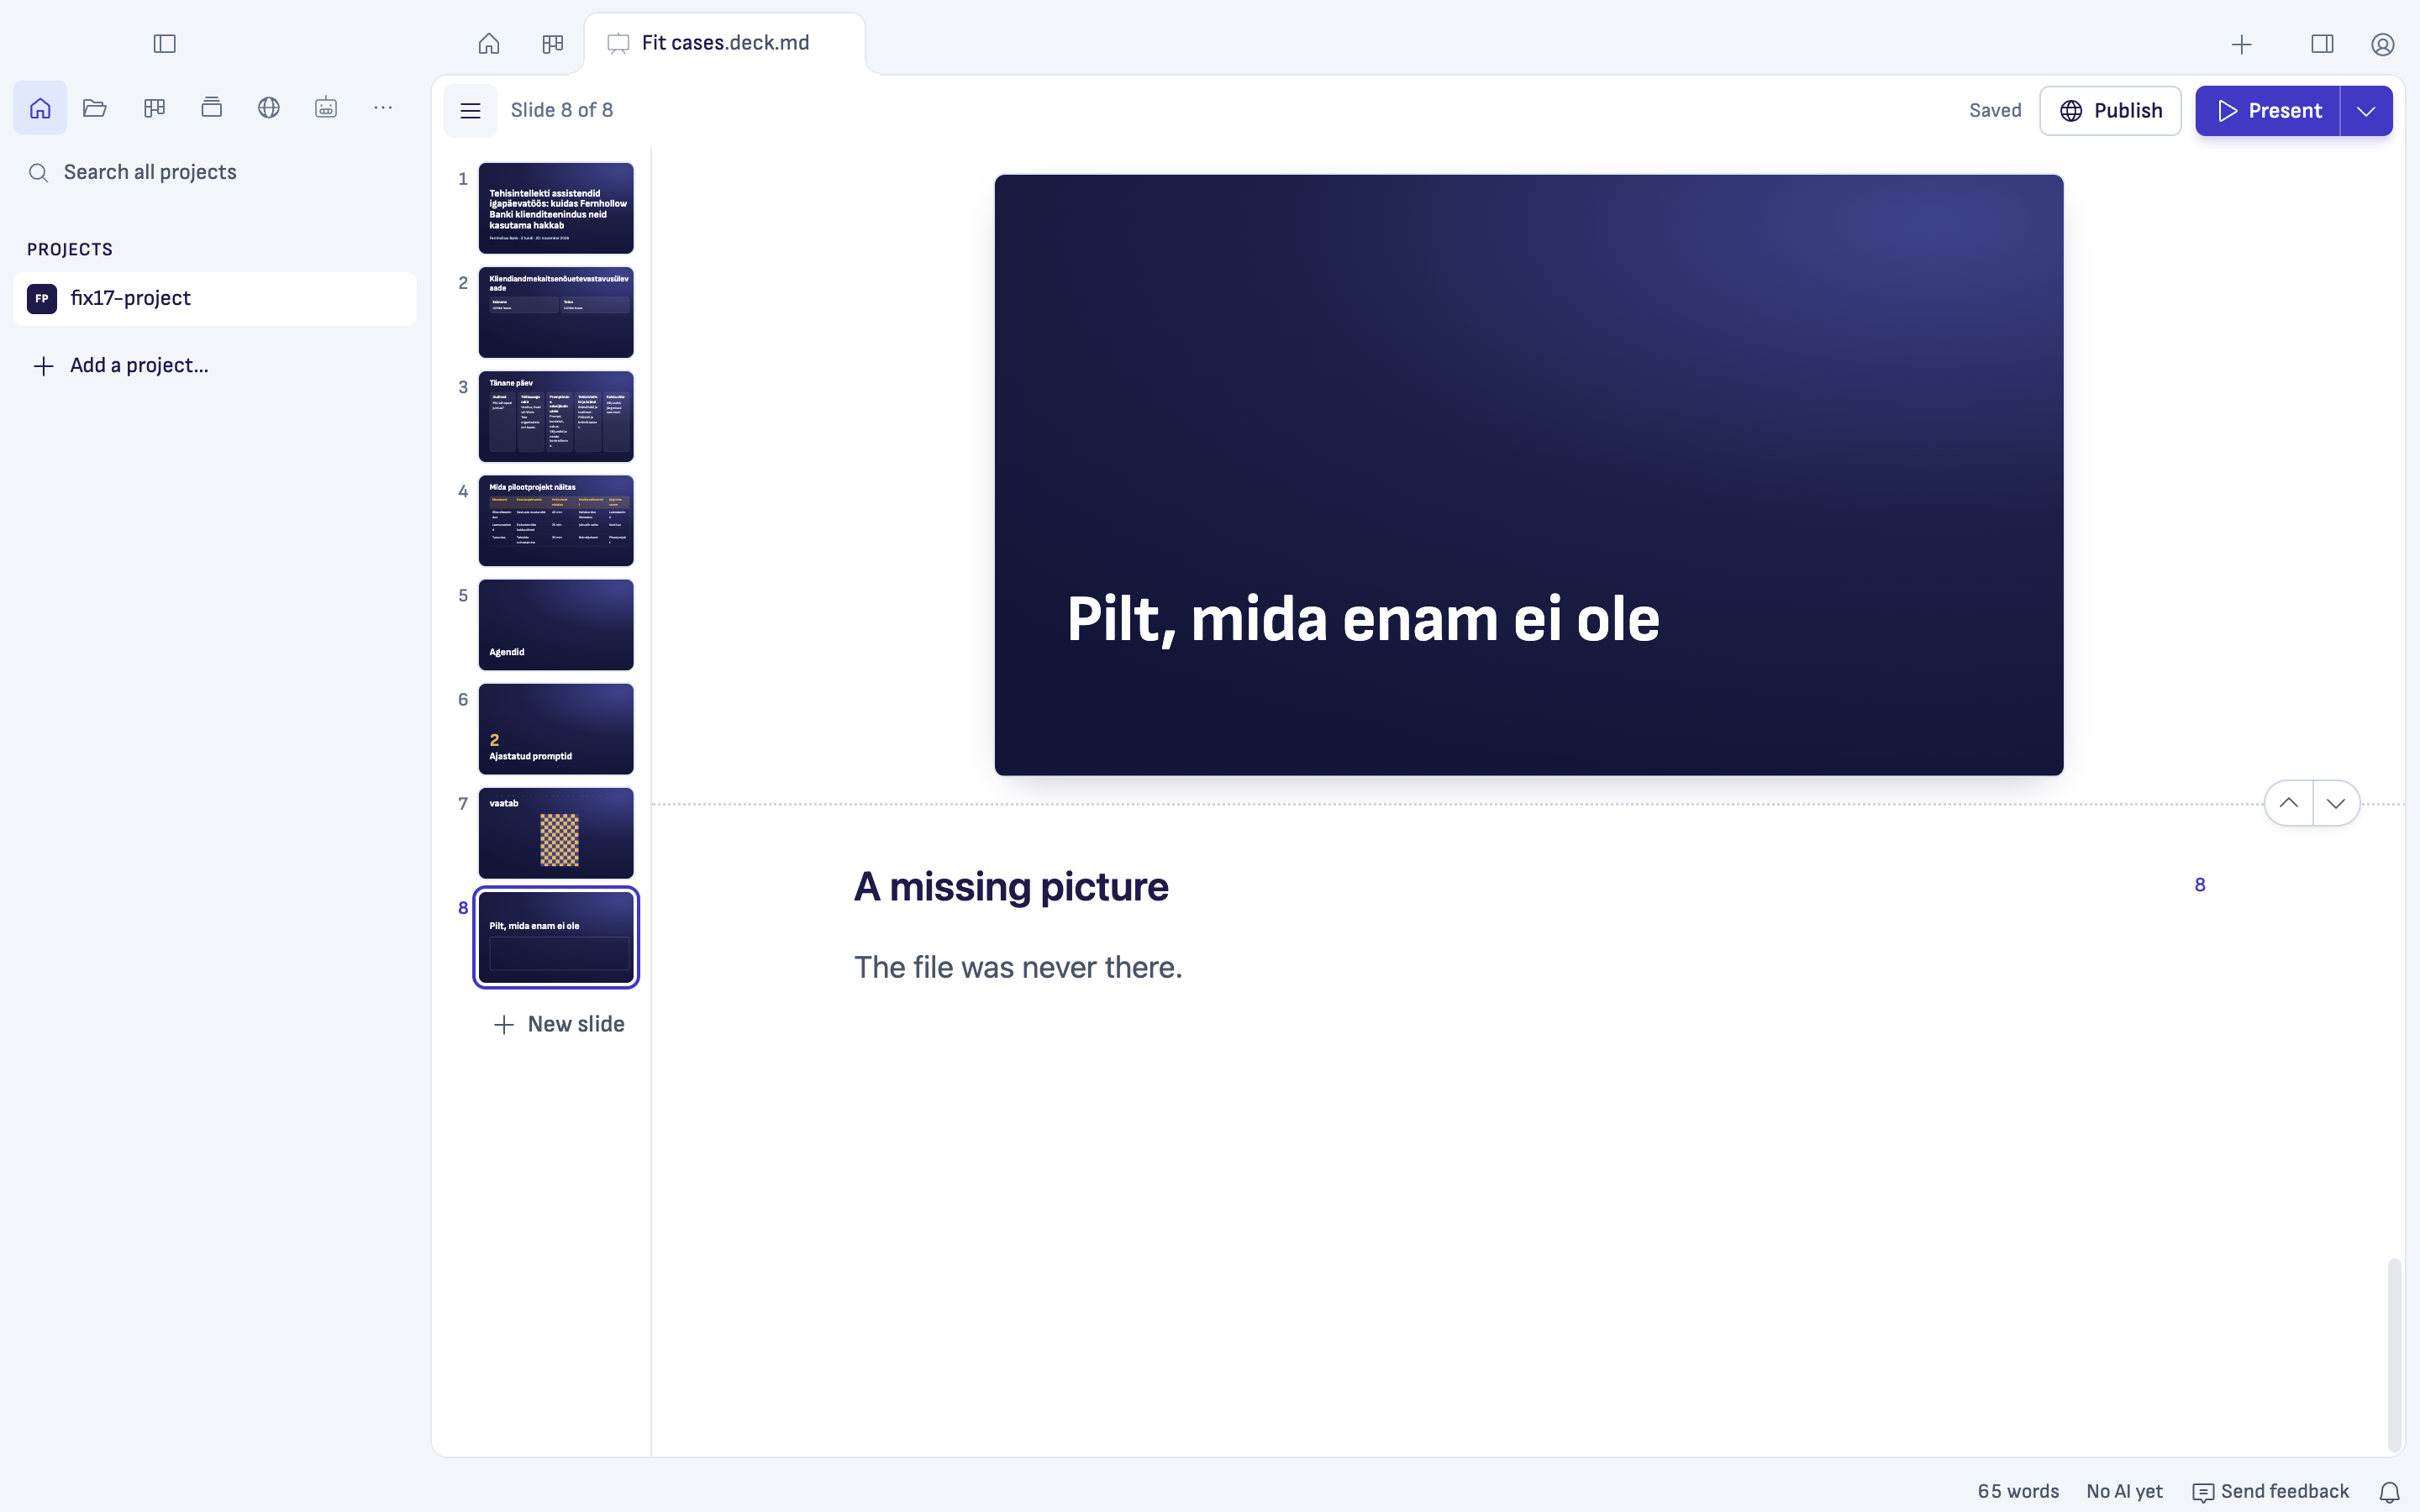 Fit cases.deck.md
Search all projects
PROJECTS
FP
fix17-project
Add a project...
Slide 8 of 8
Saved
Publish
Present
1
Tehisintellekti assistendid
igapäevatöös: kuidas Fernhollow
Banki klienditeenindus neid
kasutama hakkab
2
Kliendiandmekaitsenõuetevastavusülev
aade
3
Tänane päev
4
Mida pilootprojekt näitas
5
Agendid
6
2
Ajastatud promptid
7
vaatab
8
Pilt, mida enam ei ole
New slide
Pilt, mida enam ei ole
A missing picture
8
The file was never there.
65 words
No AI yet
Send feedback